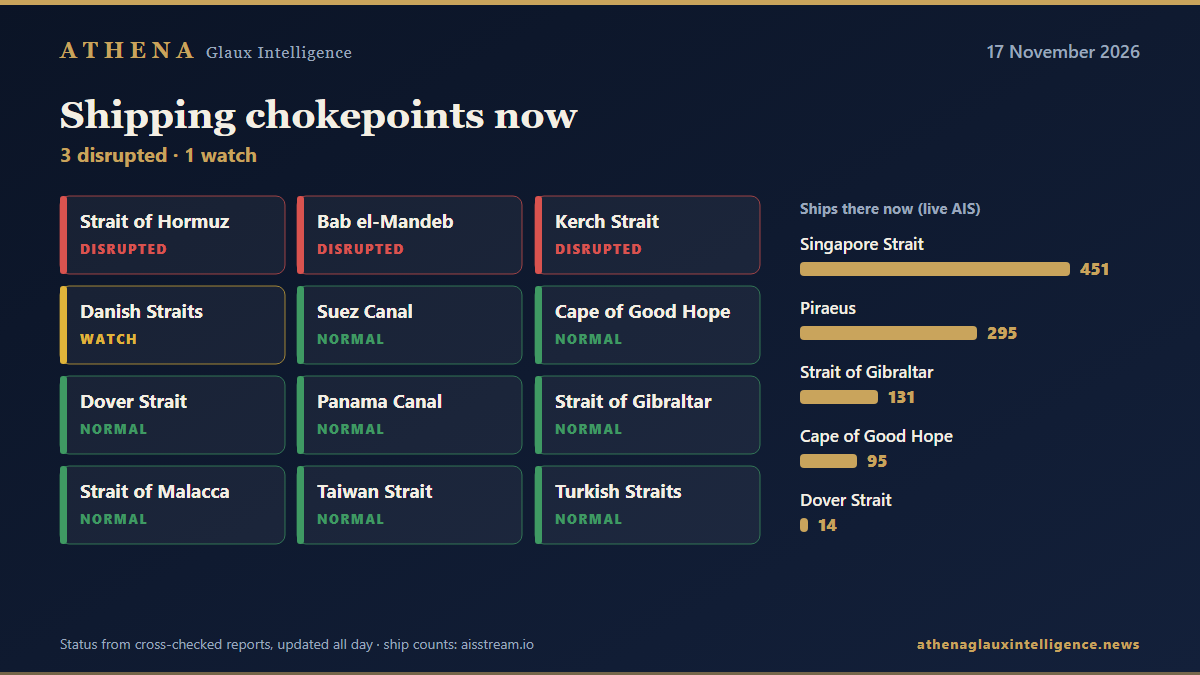 ATHENA Glaux Intelligence
17 November 2026
Shipping chokepoints now
3 disrupted · 1 watch
Strait of Hormuz
DISRUPTED
Bab el-Mandeb
DISRUPTED
Kerch Strait
DISRUPTED
Danish Straits
WATCH
Suez Canal
NORMAL
Cape of Good Hope
NORMAL
Dover Strait
NORMAL
Panama Canal
NORMAL
Strait of Gibraltar
NORMAL
Strait of Malacca
NORMAL
Taiwan Strait
NORMAL
Turkish Straits
NORMAL
Ships there now (live AIS)
Singapore Strait
451
Piraeus
295
Strait of Gibraltar
131
Cape of Good Hope
95
Dover Strait
14
Status from cross-checked reports, updated all day · ship counts: aisstream.io
athenaglauxintelligence.news